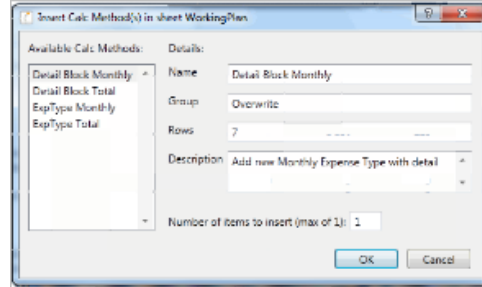 Insert Calc Method(s) in sheet WorkingPlan
Available Calc Methods:
Detail Block Monthly
Detail Block Total
ExpType Monthly
ExpType Total
Details:
Name
Detail Block Monthly
Group
Overwrite
Rows
7
Description
Add new Monthly Expense Type with detail
Number of items to insert (max of 1): 1
OK
Cancel